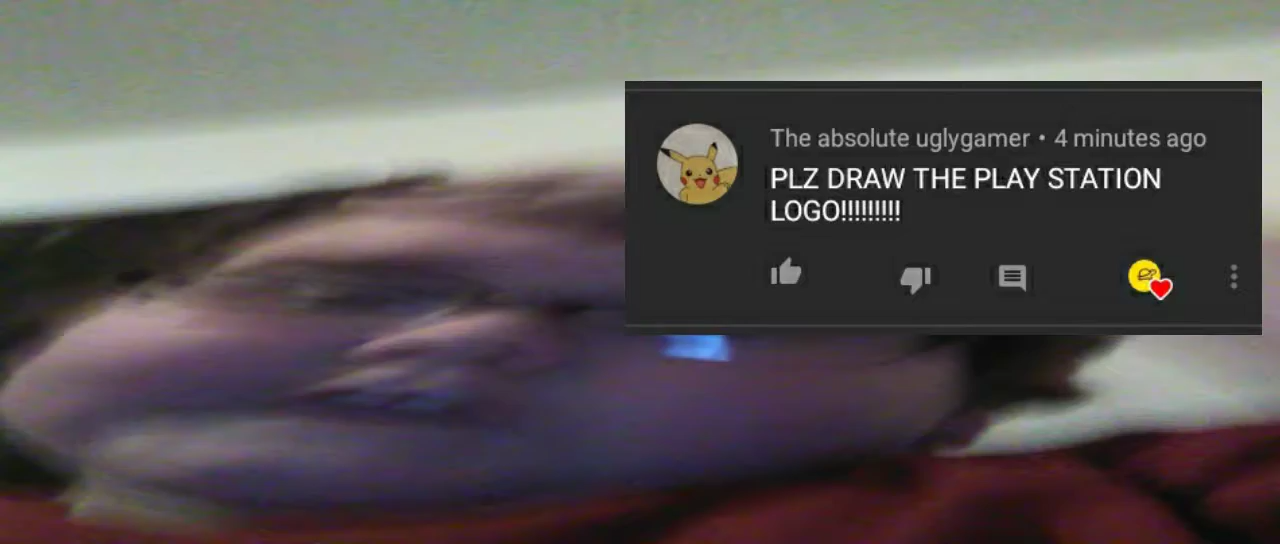 The absolute uglygamer • 4 minutes ago
PLZ DRAW THE PLAY STATION
LOGO!!!!!!!!!